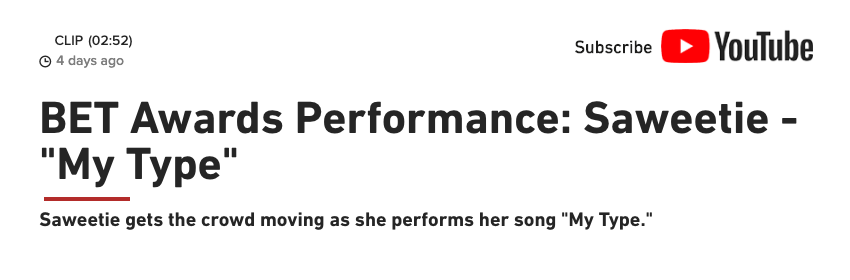 CLIP (02:52)
4 days ago
Subscribe YouTube
BET Awards Performance: Saweetie -
"My Type"
Saweetie gets the crowd moving as she performs her song "My Type."